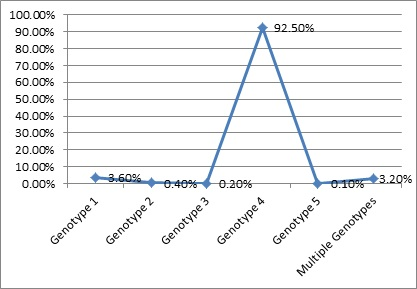 100.00%
90.00%
80.00%
70.00%
60.00%
50.00%
40.00%
30.00%
20.00%
10.00%
0.00%
3.60%
0.40%
0.20%
92.50%
0.10%
3.20%
Genotype 1
Genotype 2
Genotype 3
Genotype 4
Genotype 5
Multiple Genotypes